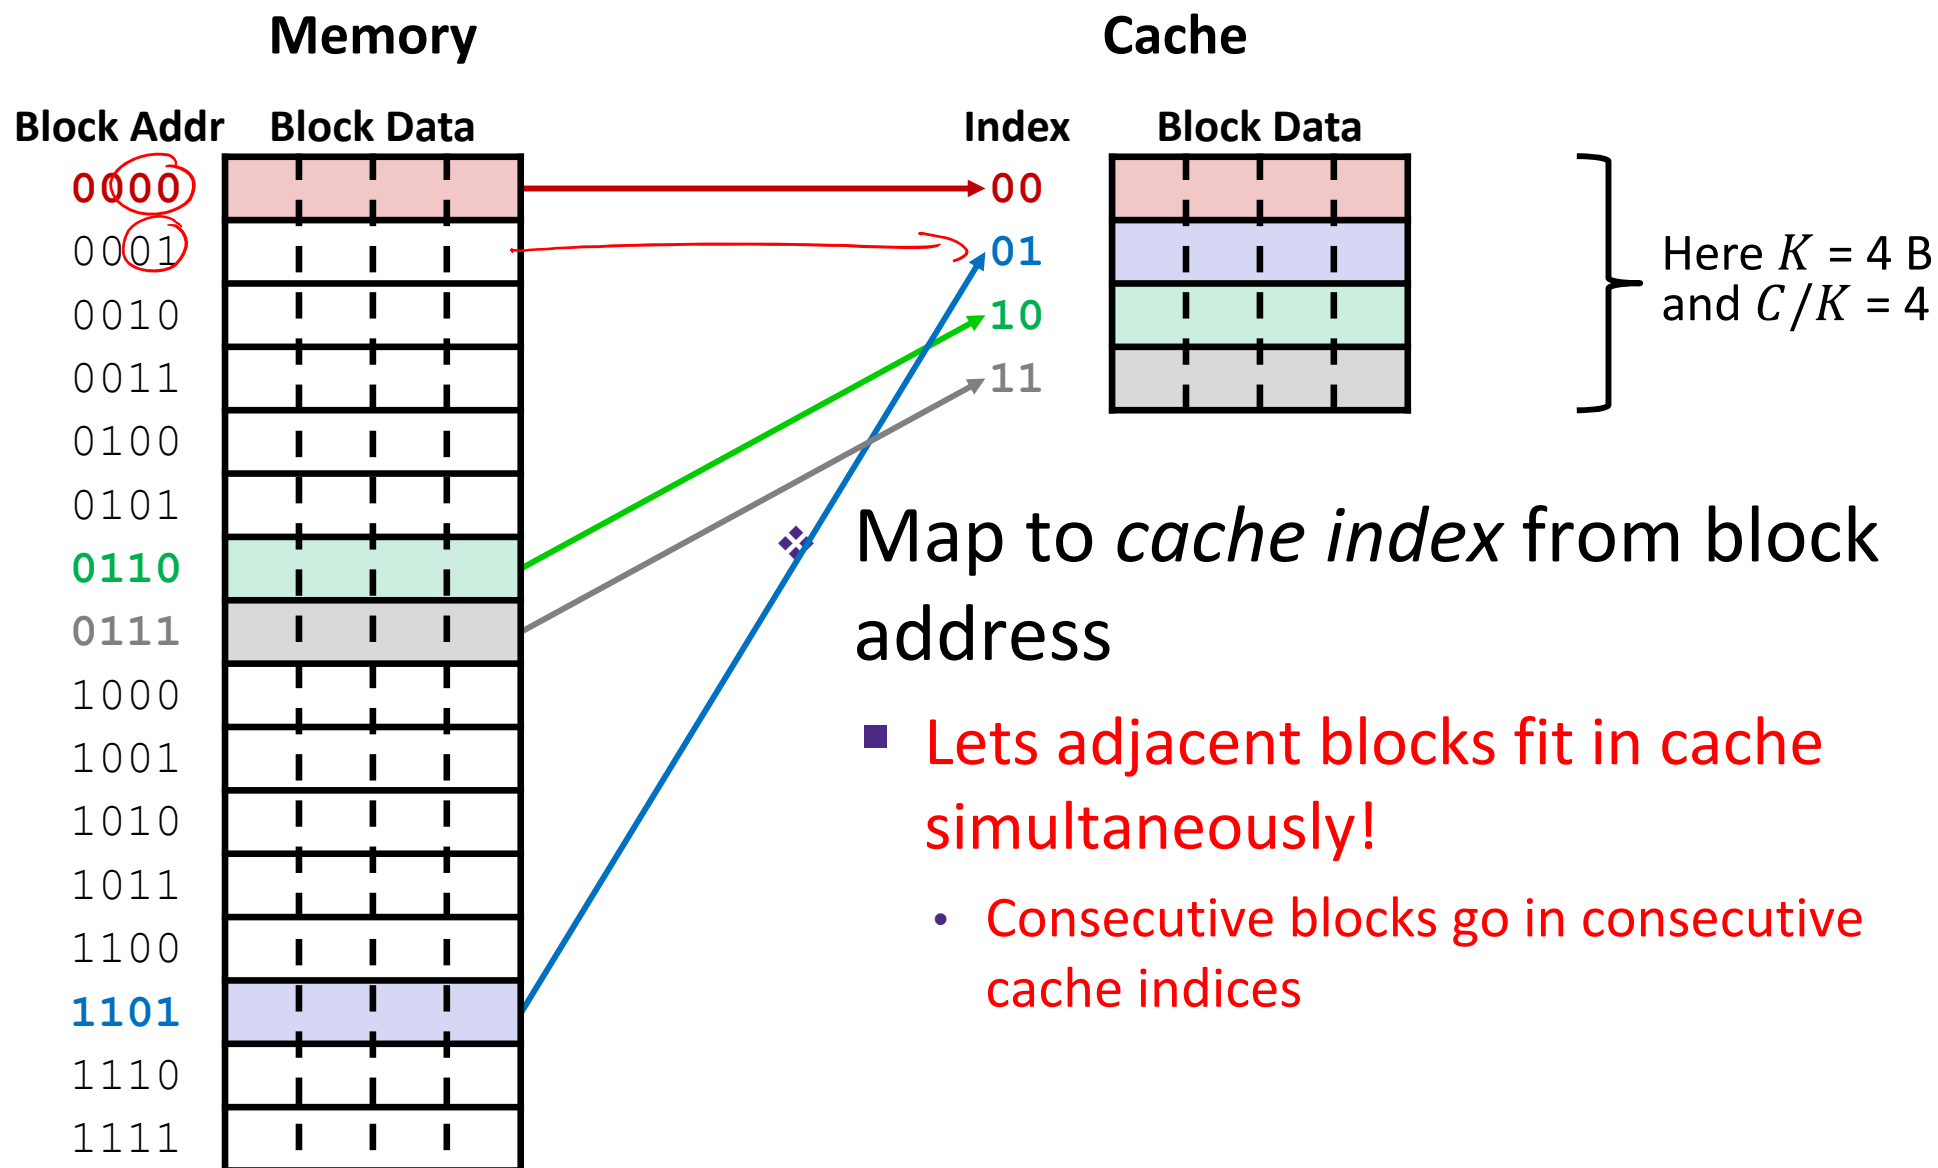 Memory
Cache
Block Addr Block Data
Index Block Data
0000
0001
0010
0011
0100
0101
0110
0111
1000
1001
1010
1011
1100
1101
1110
1111
00
01
10
11
Here K = 4 B
and C/K = 4
Map to cache index from block
address
Lets adjacent blocks fit in cache
simultaneously!
Consecutive blocks go in consecutive
cache indices